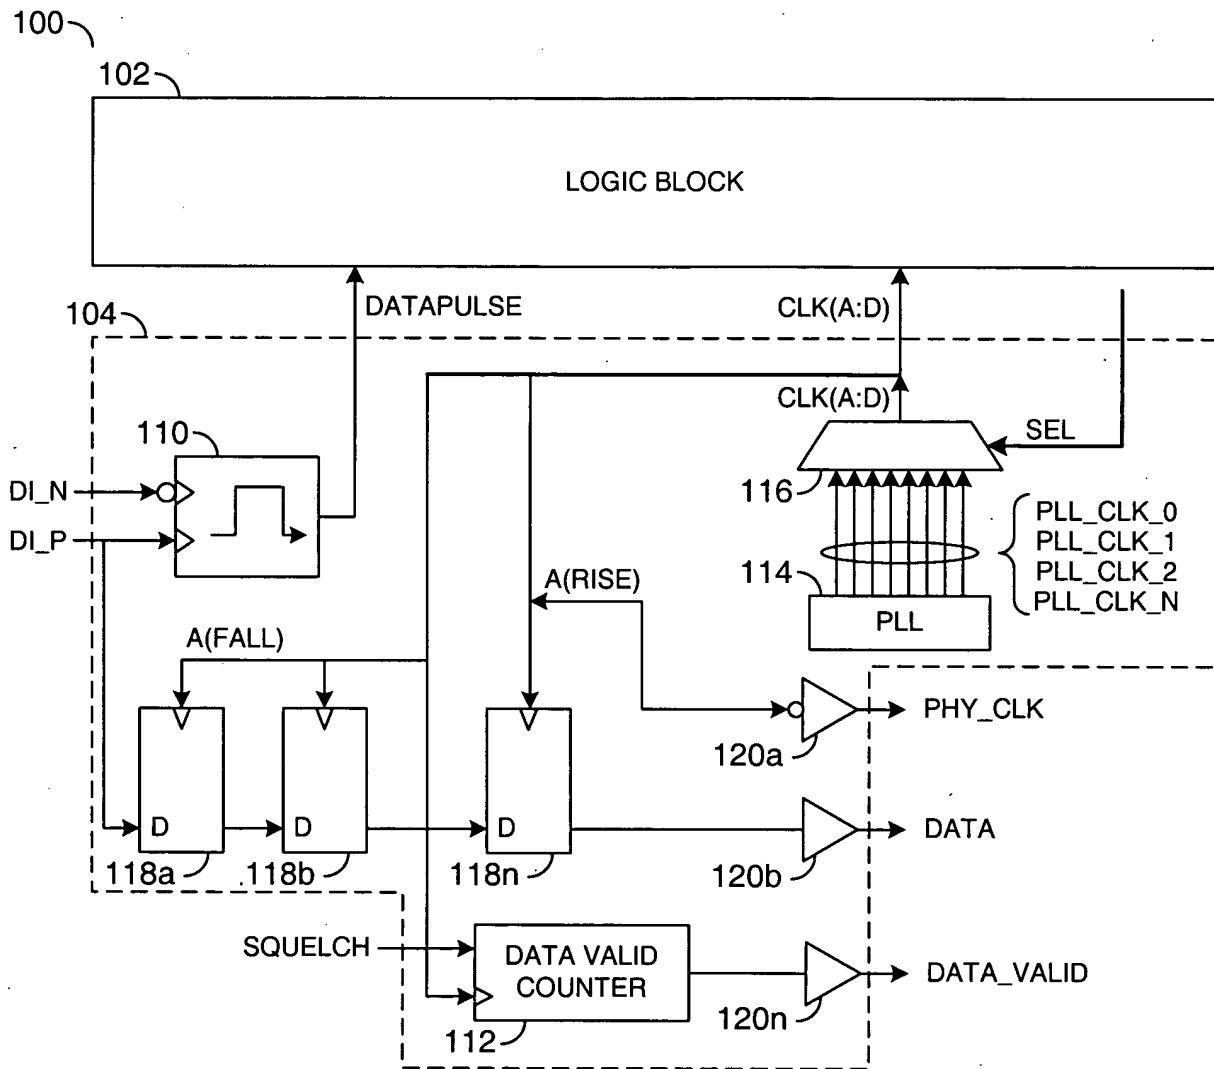 100
102
LOGIC BLOCK
DATAPULSE
CLK(A:D)
104
CLK(A:D)
SEL
110
116
DI_N
DI_P
PLL_CLK_0
PLL_CLK_1
PLL_CLK_2
PLL_CLK_N
114
PLL
A(RISE)
A(FALL)
PHY_CLK
120a
D
D
D
DATA
118a
118b
118n
120b
SQUELCH
DATA VALID
COUNTER
DATA_VALID
112
120n